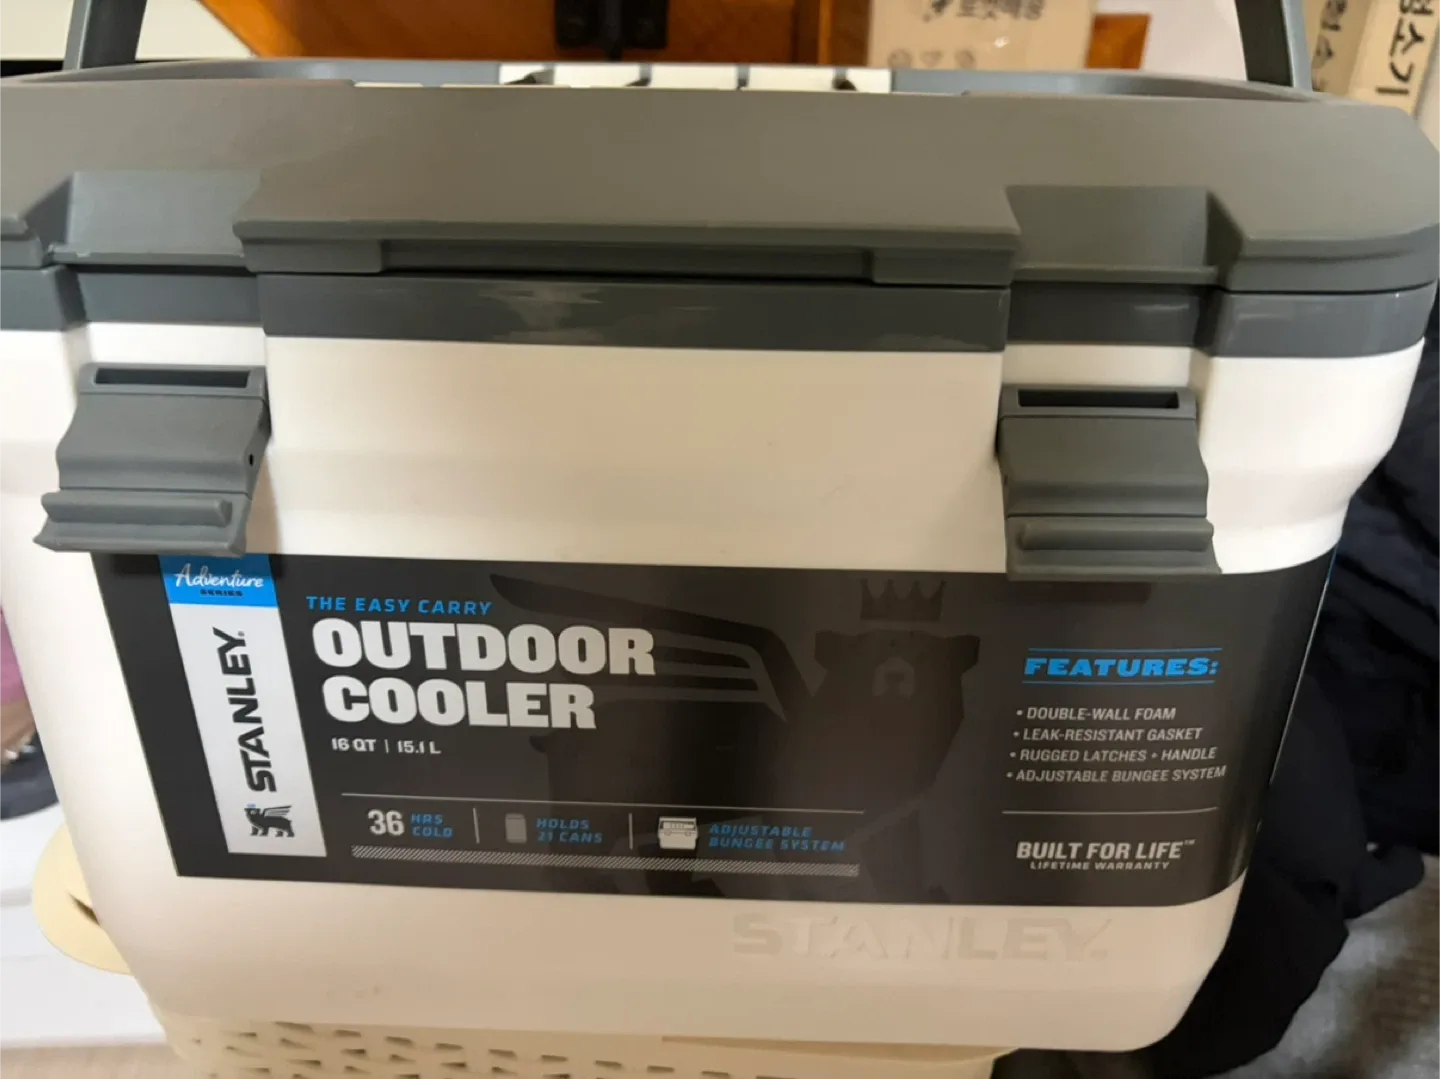 Adventure
SERIES
STANLEY.
THE EASY CARRY
OUTDOOR
COOLER
16 QT | 15.1 L
36 HRS COLD
HOLDS 21 CANS
ADJUSTABLE BUNGEE SYSTEM
FEATURES:
• DOUBLE-WALL FOAM
• LEAK-RESISTANT GASKET
• RUGGED LATCHES + HANDLE
• ADJUSTABLE BUNGEE SYSTEM
BUILT FOR LIFE™
LIFETIME WARRANTY
STANLEY.